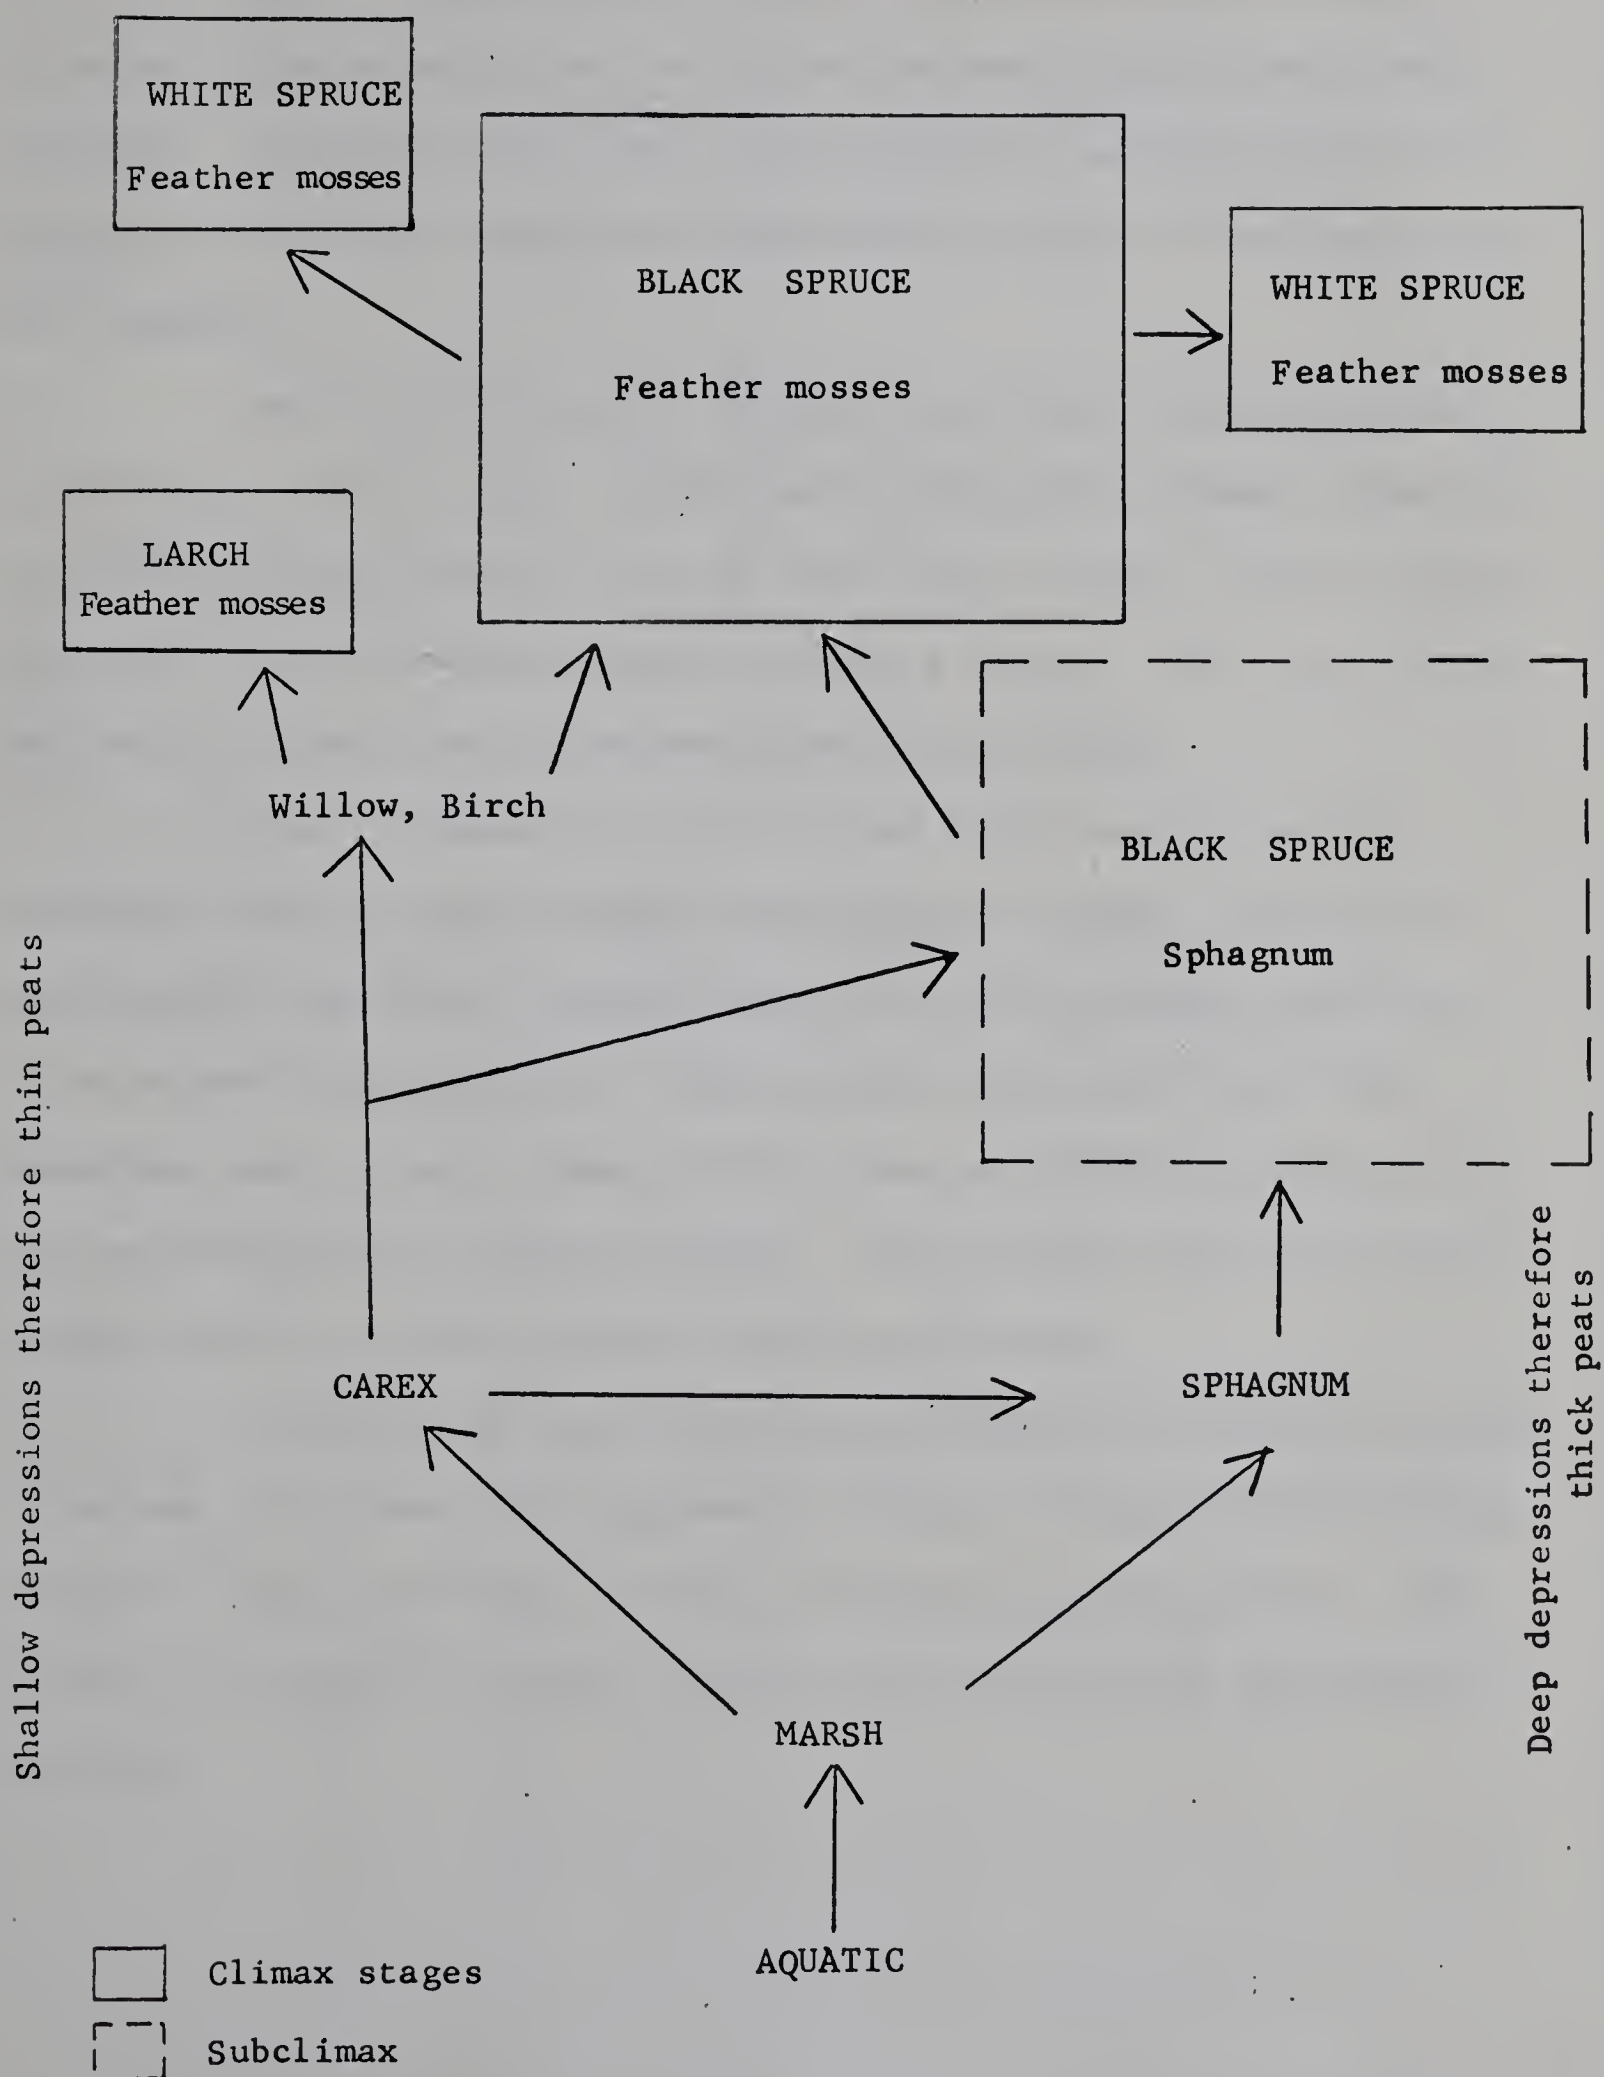 WHITE SPRUCE
Feather mosses
BLACK SPRUCE
Feather mosses
WHITE SPRUCE
Feather mosses
LARCH
Feather mosses
Willow, Birch
BLACK SPRUCE
Sphagnum
Shallow depressions therefore thin peats
Deep depressions therefore
thick peats
CAREX
SPHAGNUM
MARSH
AQUATIC
Climax stages
Subclimax